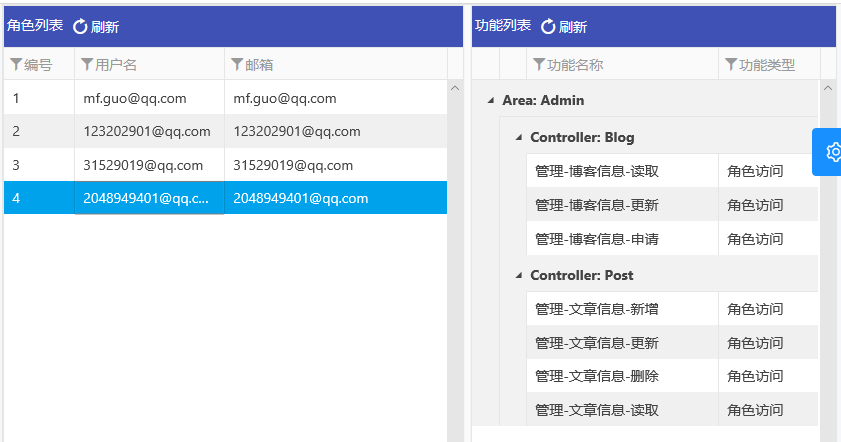 角色列表 刷新
编号 用户名 邮箱
1 mf.guo@qq.com mf.guo@qq.com
2 123202901@qq.com 123202901@qq.com
3 31529019@qq.com 31529019@qq.com
4 2048949401@qq.c... 2048949401@qq.com
功能列表 刷新
功能名称 功能类型
Area: Admin
Controller: Blog
管理-博客信息-读取 角色访问
管理-博客信息-更新 角色访问
管理-博客信息-申请 角色访问
Controller: Post
管理-文章信息-新增 角色访问
管理-文章信息-更新 角色访问
管理-文章信息-删除 角色访问
管理-文章信息-读取 角色访问